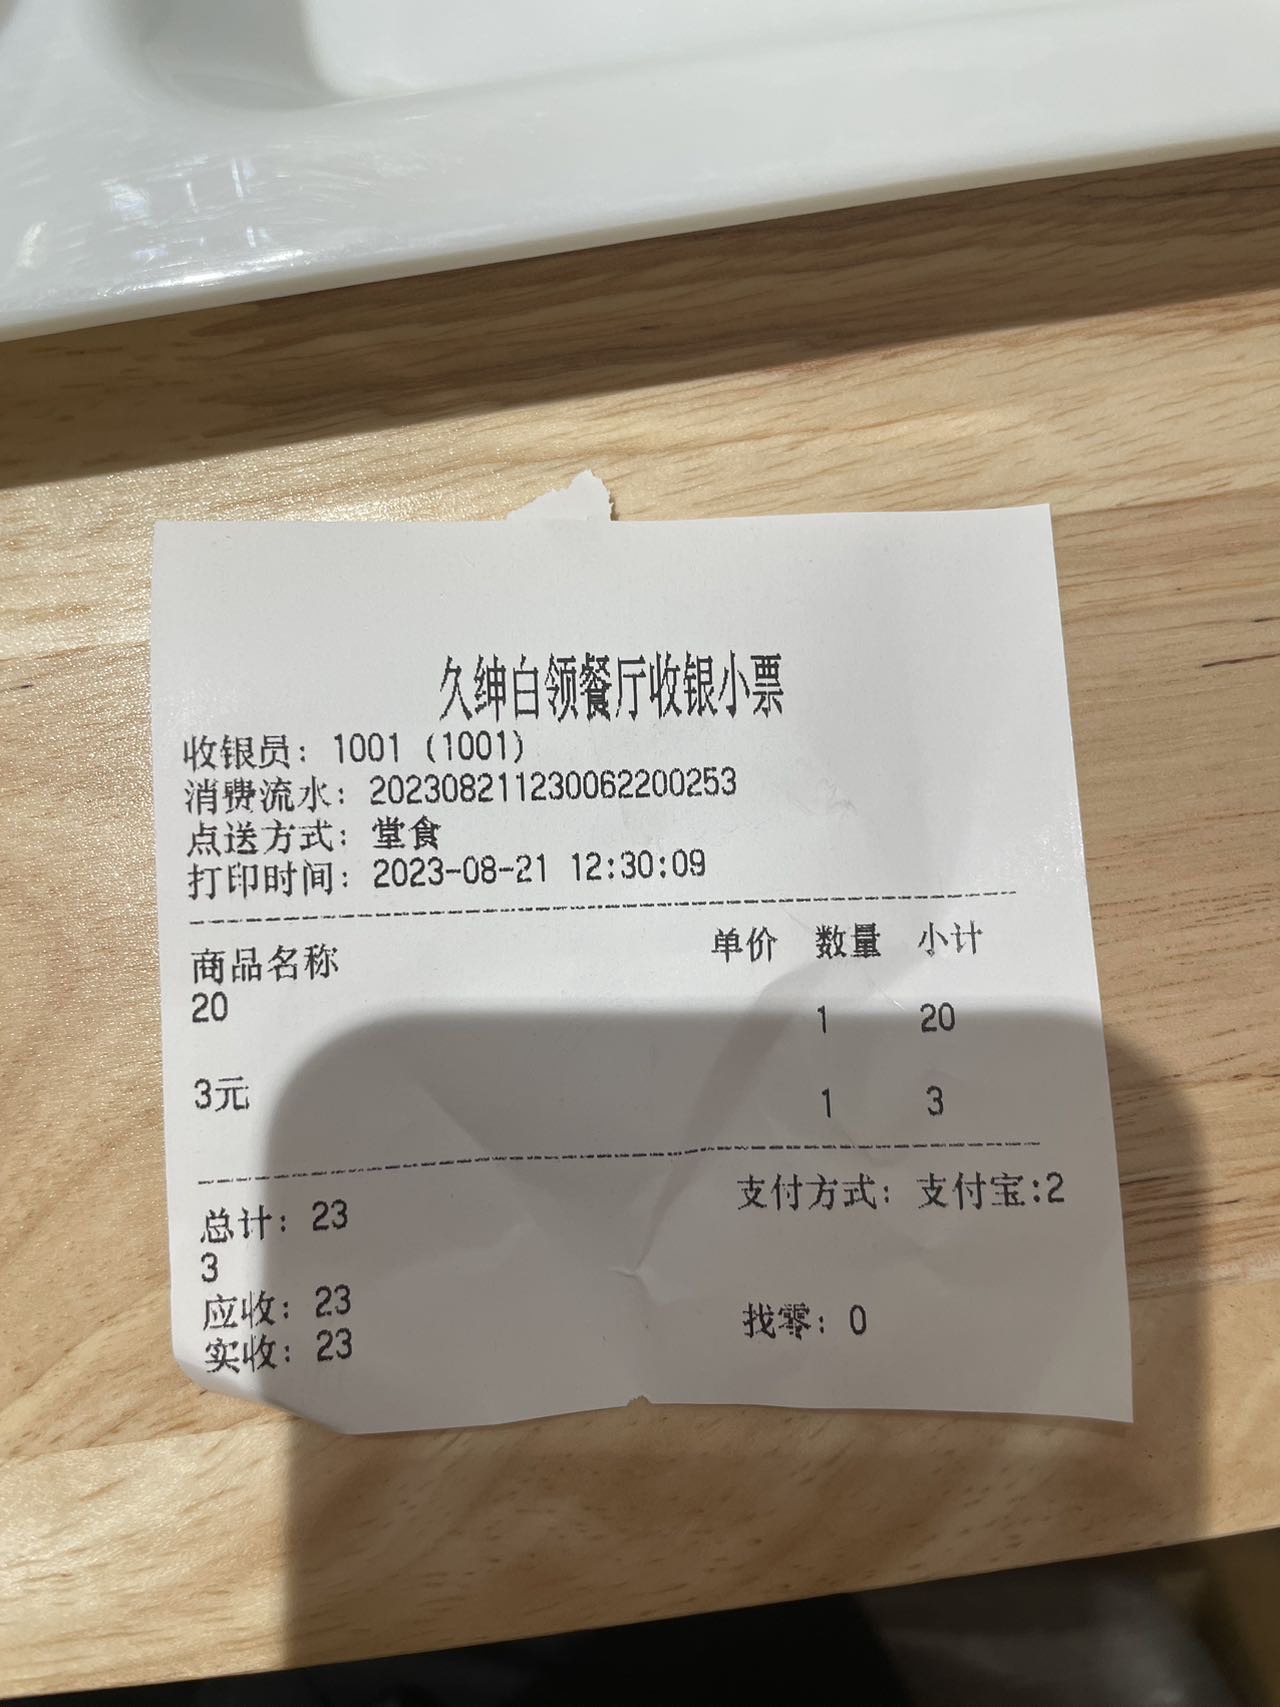 久绅白领餐厅收银小票
收银员：1001（1001）
消费流水：202308211230062200253
点送方式：堂食
打印时间：2023-08-21 12:30:09
商品名称 单价 数量 小计
20
1 20
3元
1 3
总计：23 支付方式：支付宝:2
3
应收：23 找零：0
实收：23